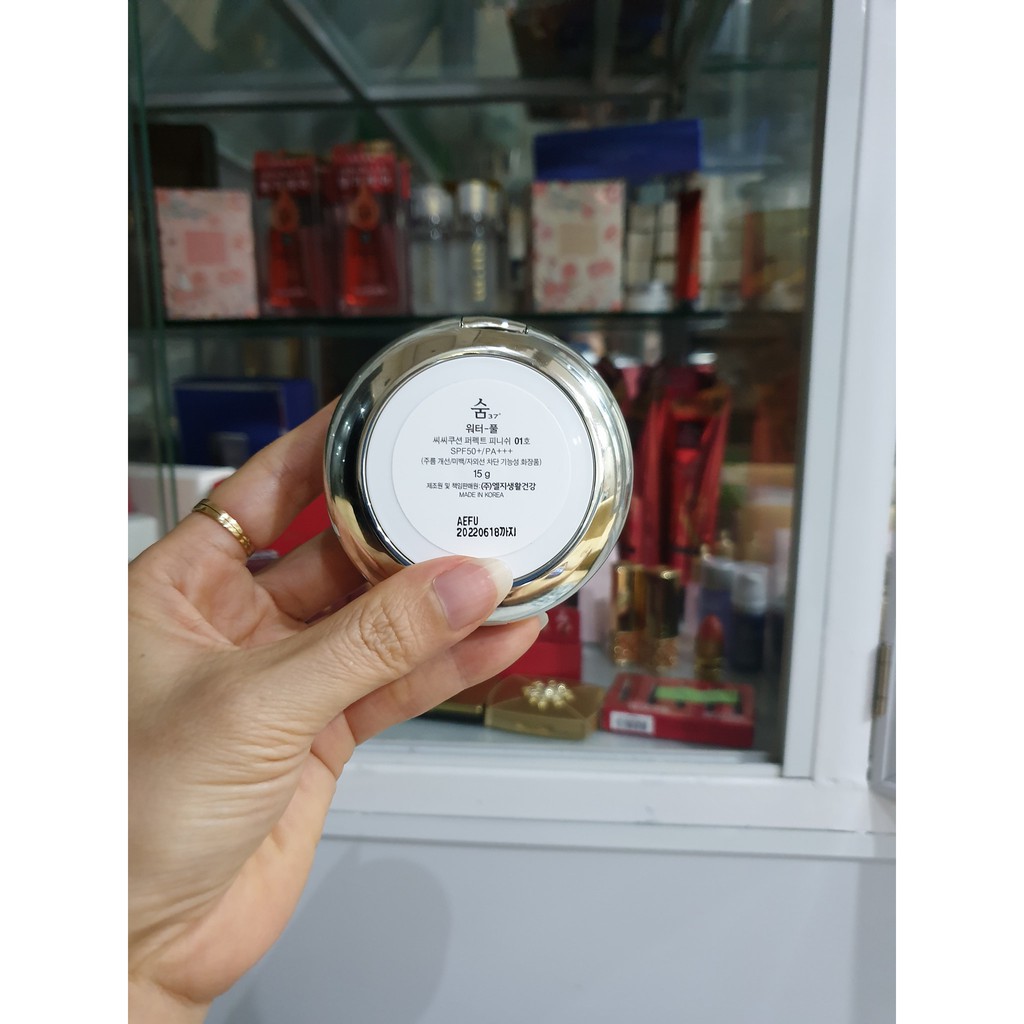 숨37°
워터-풀
씨씨쿠션 퍼펙트 피니쉬 01호
SPF50+/PA+++
(주름 개선/미백/자외선 차단 기능성 화장품)
15 g
제조원 및 책임판매원: (주)엘지생활건강
MADE IN KOREA
AEFU
20220618까지